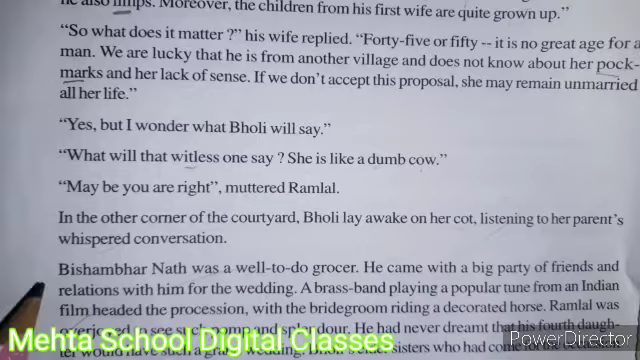 he also limps. Moreover, the children from his first wife are quite grown up."
"So what does it matter ?" his wife replied. "Forty-five or fifty -- it is no great age for a
man. We are lucky that he is from another village and does not know about her pock-
marks and her lack of sense. If we don't accept this proposal, she may remain unmarried
all her life."
"Yes, but I wonder what Bholi will say."
"What will that witless one say ? She is like a dumb cow."
"May be you are right", muttered Ramlal.
In the other corner of the courtyard, Bholi lay awake on her cot, listening to her parent's
whispered conversation.
Bishambhar Nath was a well-to-do grocer. He came with a big party of friends and
relations with him for the wedding. A brass-band playing a popular tune from an Indian
film headed the procession, with the bridegroom riding a decorated horse. Ramlal was
overjoyed to see such pomp and splendour. He had never dreamt that his fourth daugh-
ter would have such a grand wedding. sisters who had come
Mehta School Digital Classes
PowerDirector